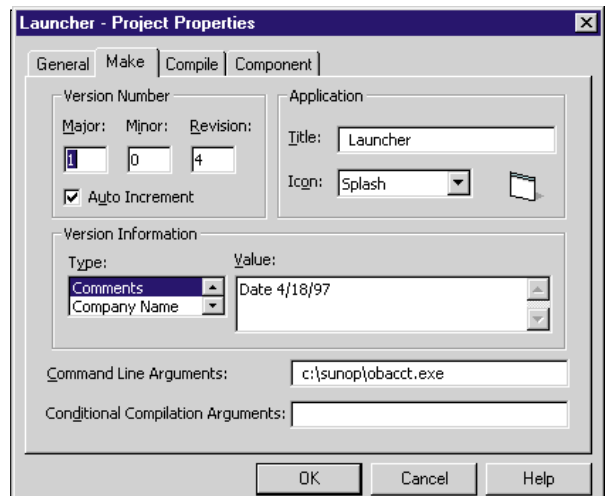 Launcher - Project Properties
General Make Compile Component
Version Number
Major: Minor: Revision:
1 0 4
Auto Increment
Application
Title: Launcher
Icon: Splash
Version Information
Type: Value:
Comments
Company Name
Date 4/18/97
Command Line Arguments: c:\sunop\obacct.exe
Conditional Compilation Arguments:
OK Cancel Help